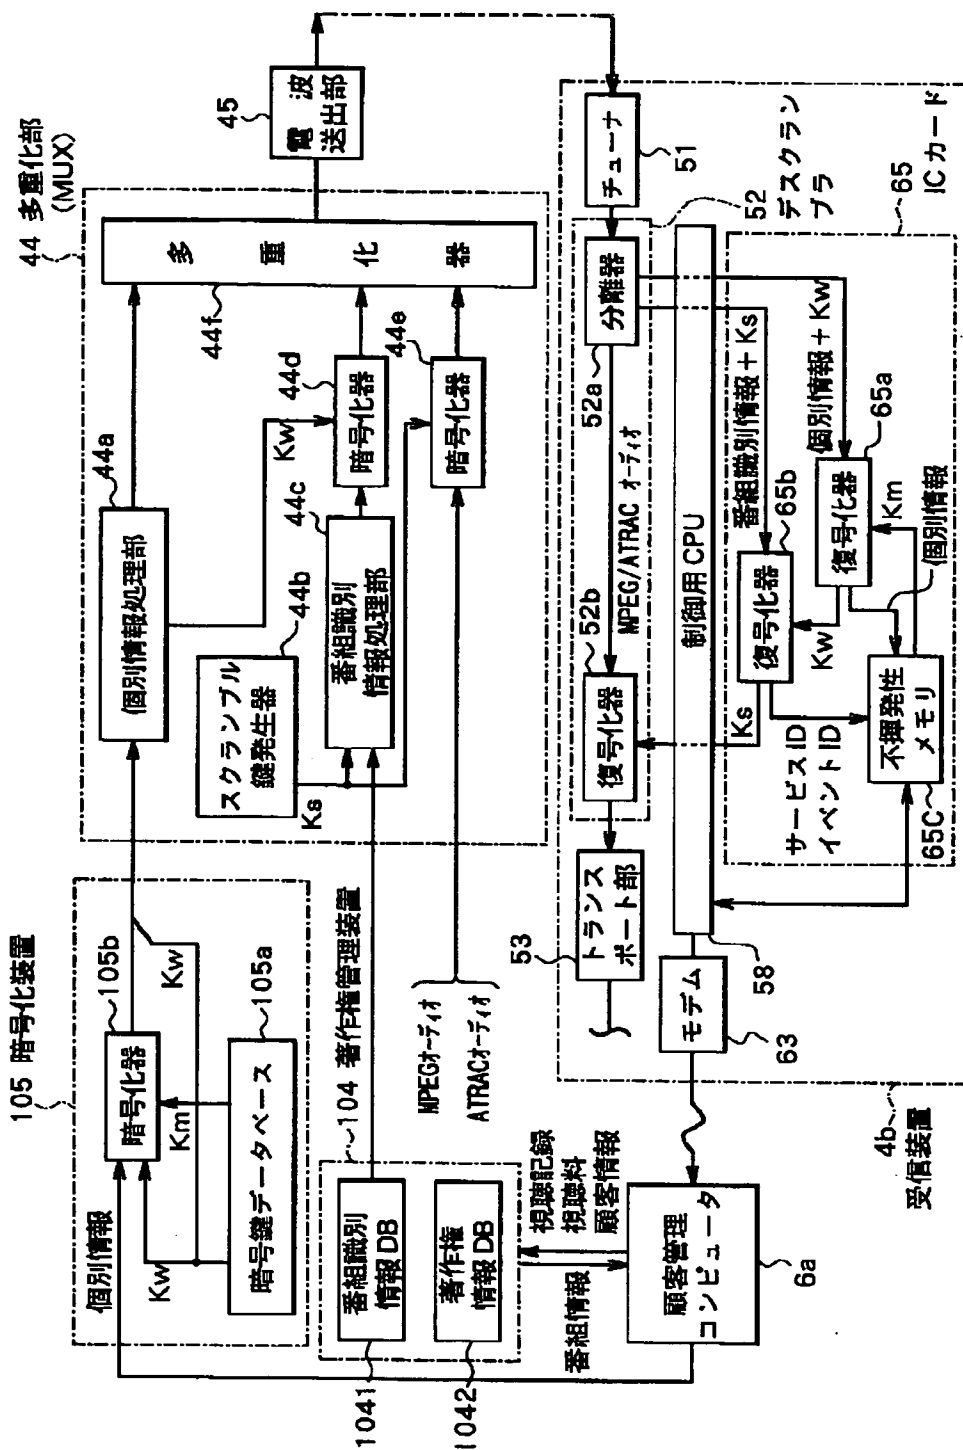 105 暗号化装置
個別情報
暗号化器
105b
Kw
Km
Kw
105a
暗号鍵データベース
44 多重化部
(MUX)
個別情報処理部
44a
スクランブル
鍵発生器
44b
Ks
番組識別
情報処理部
44c
Kw
暗号化器
44d
暗号化器
44e
44f
多重化器
45
電波
送出部
104 著作権管理装置
番組識別
情報DB
1041
著作権
情報DB
1042
MPEGオーディオ
ATRACオーディオ
視聴記録
視聴料
顧客情報
番組情報
顧客管理
コンピュータ
6a
チューナ
51
52
デスクラン
ブラ
分離器
52a
MPEG/ATRAC オーディオ
復号化器
52b
トランス
ポート部
53
制御用CPU
58
モデム
63
65
ICカード
番組識別情報+Ks
個別情報+Kw
復号化器
65a
Km
個別情報
復号化器
65b
Kw
Ks
サービスID
イベントID
不揮発性
メモリ
65C
4b
受信装置